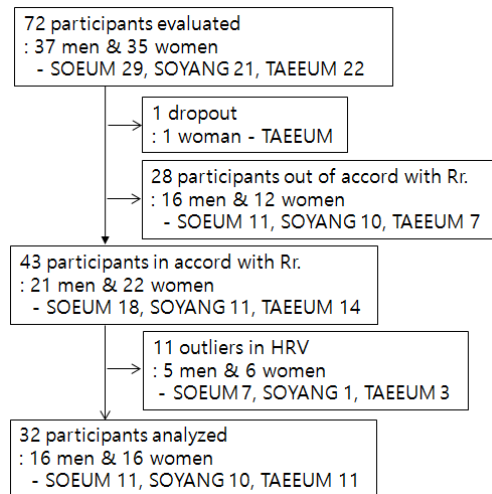 72 participants evaluated
: 37 men & 35 women
- SOEUM 29, SOYANG 21, TAEEUM 22
1 dropout
: 1 woman - TAEEUM
28 participants out of accord with Rr.
: 16 men & 12 women
- SOEUM 11, SOYANG 10, TAEEUM 7
43 participants in accord with Rr.
: 21 men & 22 women
- SOEUM 18, SOYANG 11, TAEEUM 14
11 outliers in HRV
: 5 men & 6 women
- SOEUM 7, SOYANG 1, TAEEUM 3
32 participants analyzed
: 16 men & 16 women
- SOEUM 11, SOYANG 10, TAEEUM 11